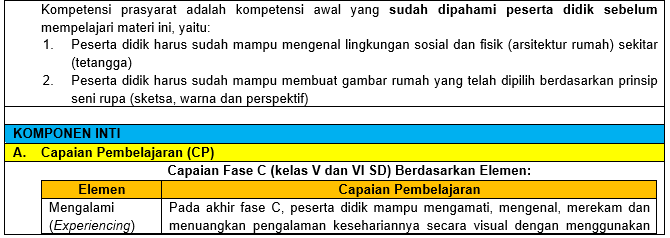 Kompetensi prasyarat adalah kompetensi awal yang sudah dipahami peserta didik sebelum
mempelajari materi ini, yaitu:
1. Peserta didik harus sudah mampu mengenal lingkungan sosial dan fisik (arsitektur rumah) sekitar
(tetangga)
2. Peserta didik harus sudah mampu membuat gambar rumah yang telah dipilih berdasarkan prinsip
seni rupa (sketsa, warna dan perspektif)
KOMPONEN INTI
A. Capaian Pembelajaran (CP)
Capaian Fase C (kelas V dan VI SD) Berdasarkan Elemen:
Elemen Capaian Pembelajaran
Mengalami Pada akhir fase C, peserta didik mampu mengamati, mengenal, merekam dan
(Experiencing) menuangkan pengalaman kesehariannya secara visual dengan menggunakan